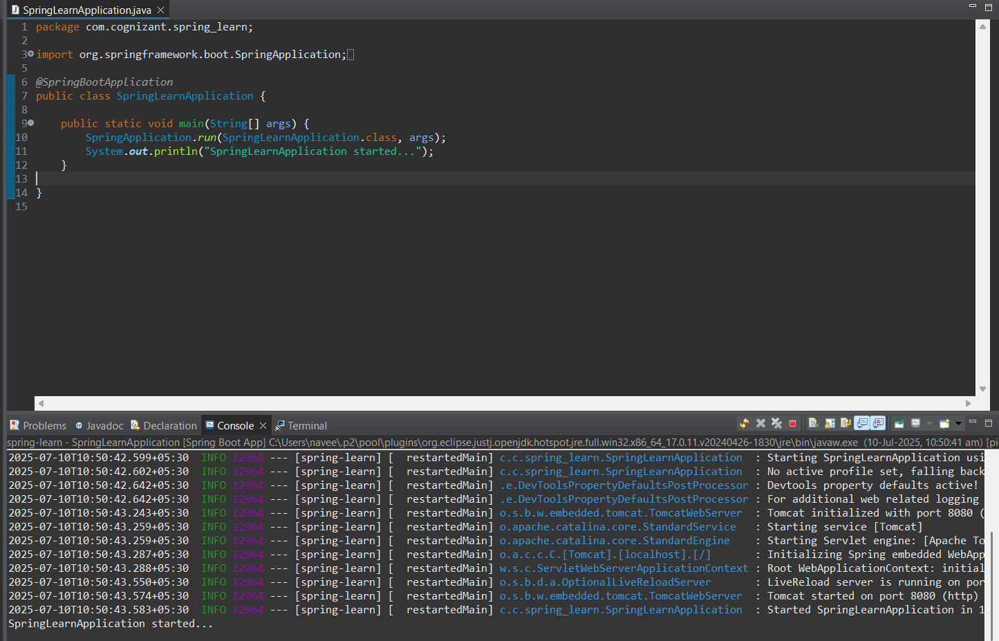 SpringLearnApplication.java
1 package com.cognizant.spring_learn;
2
3 import org.springframework.boot.SpringApplication;
5
6 @SpringBootApplication
7 public class SpringLearnApplication {
8
9     public static void main(String[] args) {
10         SpringApplication.run(SpringLearnApplication.class, args);
11         System.out.println("SpringLearnApplication started...");
12     }
13
14 }
15
Problems @ Javadoc Declaration Console Terminal
spring-learn - SpringLearnApplication [Spring Boot App] C:\Users\navee\.p2\pool\plugins\org.eclipse.justj.openjdk.hotspot.jre.full.win32.x86_64_17.0.11.v20240426-1830\jre\bin\javaw.exe (10-Jul-2025, 10:50:41 am) [pi
2025-07-10T10:50:42.599+05:30  INFO 12964 --- [spring-learn] [  restartedMain] c.c.spring_learn.SpringLearnApplication  : Starting SpringLearnApplication usi
2025-07-10T10:50:42.602+05:30  INFO 12964 --- [spring-learn] [  restartedMain] c.c.spring_learn.SpringLearnApplication  : No active profile set, falling back
2025-07-10T10:50:42.642+05:30  INFO 12964 --- [spring-learn] [  restartedMain] .e.DevToolsPropertyDefaultsPostProcessor : Devtools property defaults active!
2025-07-10T10:50:42.642+05:30  INFO 12964 --- [spring-learn] [  restartedMain] .e.DevToolsPropertyDefaultsPostProcessor : For additional web related logging
2025-07-10T10:50:43.243+05:30  INFO 12964 --- [spring-learn] [  restartedMain] o.s.b.w.embedded.tomcat.TomcatWebServer  : Tomcat initialized with port 8080 (
2025-07-10T10:50:43.259+05:30  INFO 12964 --- [spring-learn] [  restartedMain] o.apache.catalina.core.StandardService   : Starting service [Tomcat]
2025-07-10T10:50:43.259+05:30  INFO 12964 --- [spring-learn] [  restartedMain] o.apache.catalina.core.StandardEngine    : Starting Servlet engine: [Apache To
2025-07-10T10:50:43.287+05:30  INFO 12964 --- [spring-learn] [  restartedMain] o.a.c.c.C.[Tomcat].[localhost].[/]       : Initializing Spring embedded WebApp
2025-07-10T10:50:43.288+05:30  INFO 12964 --- [spring-learn] [  restartedMain] w.s.c.ServletWebServerApplicationContext : Root WebApplicationContext: initial
2025-07-10T10:50:43.550+05:30  INFO 12964 --- [spring-learn] [  restartedMain] o.s.b.d.a.OptionalLiveReloadServer       : LiveReload server is running on por
2025-07-10T10:50:43.574+05:30  INFO 12964 --- [spring-learn] [  restartedMain] o.s.b.w.embedded.tomcat.TomcatWebServer  : Tomcat started on port 8080 (http)
2025-07-10T10:50:43.583+05:30  INFO 12964 --- [spring-learn] [  restartedMain] c.c.spring_learn.SpringLearnApplication  : Started SpringLearnApplication in 1
SpringLearnApplication started...